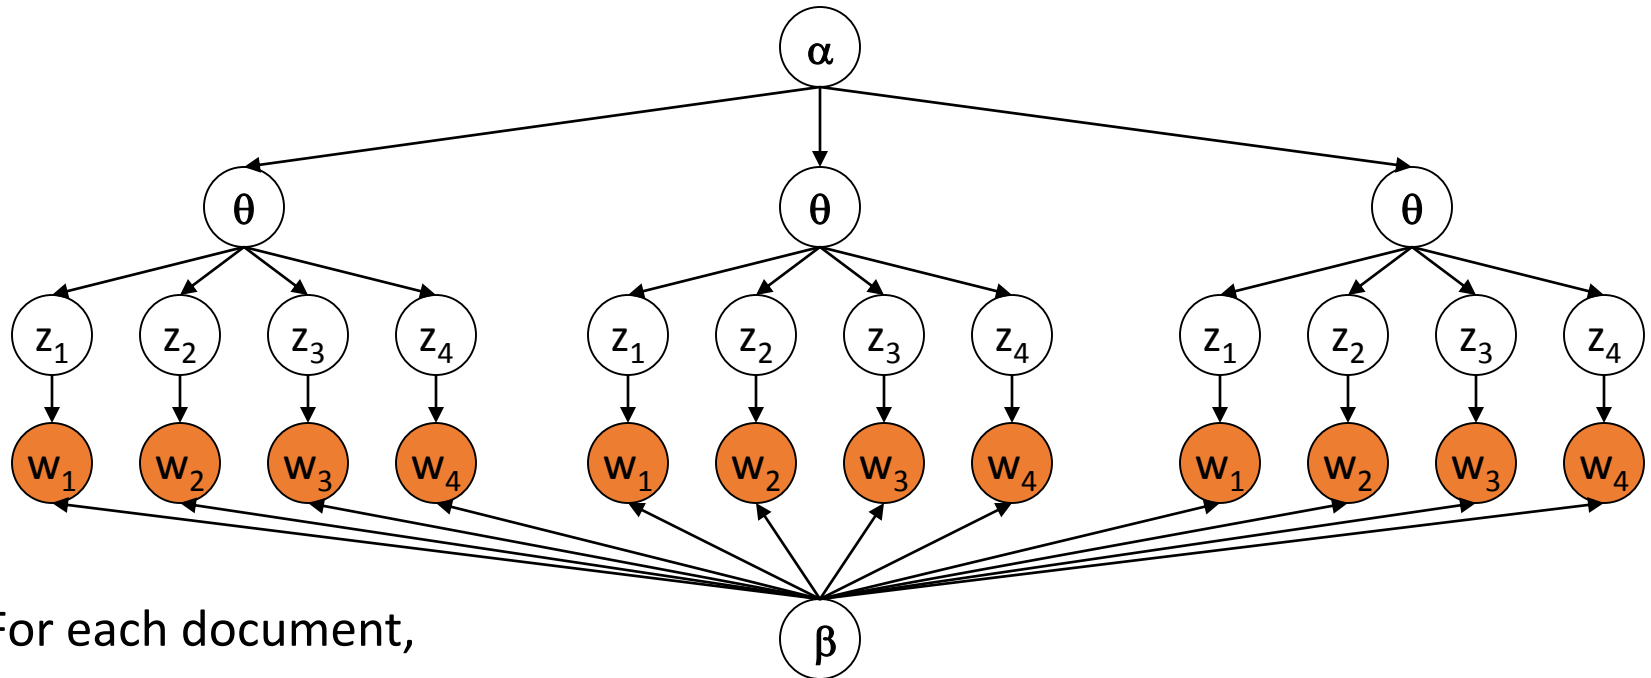 α
θ θ θ
z₁ z₂ z₃ z₄ z₁ z₂ z₃ z₄ z₁ z₂ z₃ z₄
w₁ w₂ w₃ w₄ w₁ w₂ w₃ w₄ w₁ w₂ w₃ w₄
For each document,
β